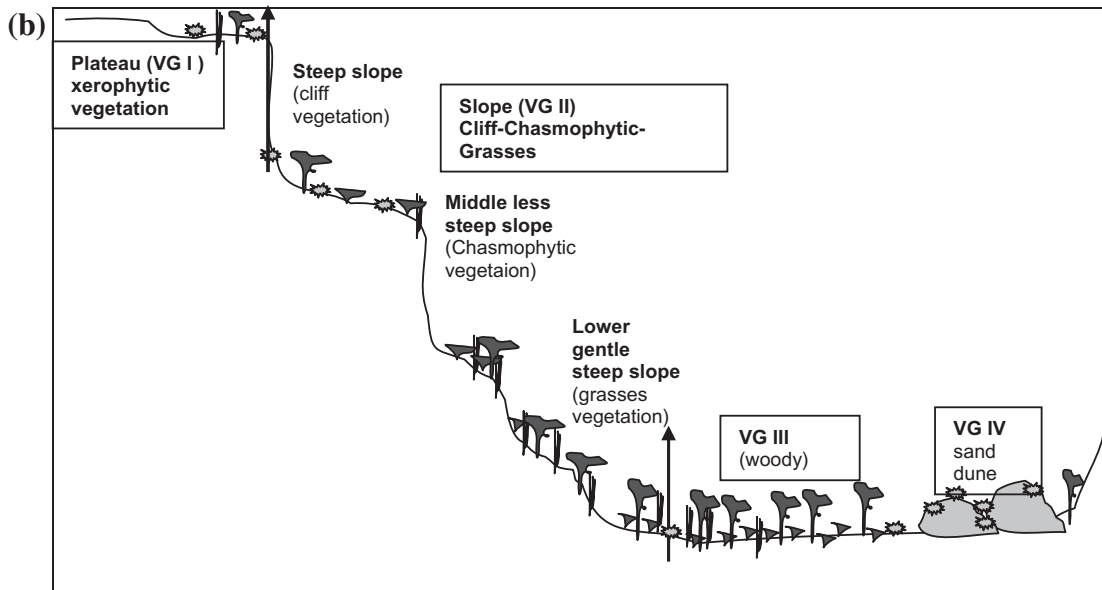 (b)
Plateau (VG I )
xerophytic
vegetation
Steep slope
(cliff
vegetation)
Slope (VG II)
Cliff-Chasmophytic-
Grasses
Middle less
steep slope
(Chasmophytic
vegetaion)
Lower
gentle
steep slope
(grasses
vegetation)
VG III
(woody)
VG IV
sand
dune